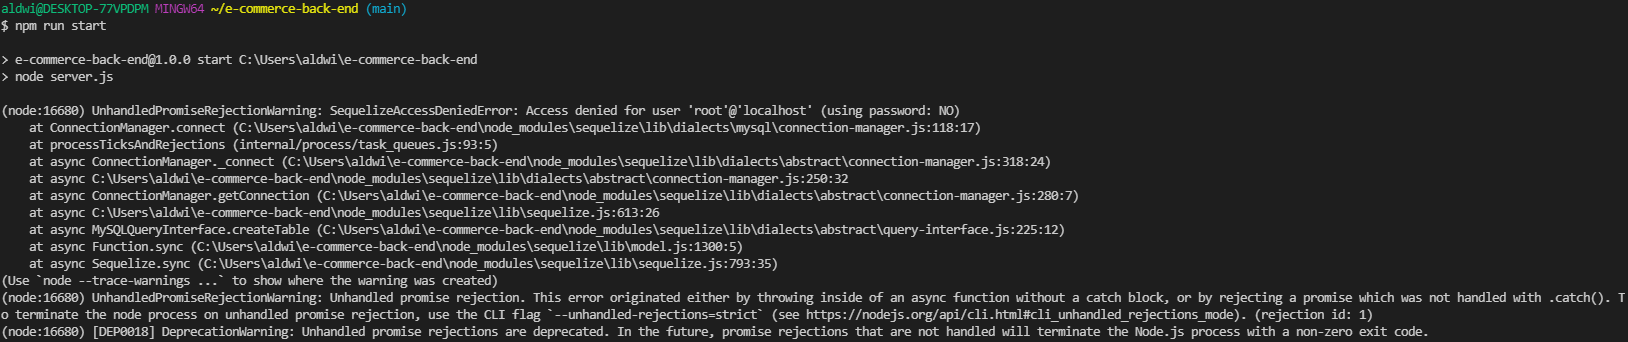 aldwi@DESKTOP-77VPDPM MINGW64 ~/e-commerce-back-end (main)
$ npm run start
> e-commerce-back-end@1.0.0 start C:\Users\aldwi\e-commerce-back-end
> node server.js
(node:16680) UnhandledPromiseRejectionWarning: SequelizeAccessDeniedError: Access denied for user 'root'@'localhost' (using password: NO)
    at ConnectionManager.connect (C:\Users\aldwi\e-commerce-back-end\node_modules\sequelize\lib\dialects\mysql\connection-manager.js:118:17)
    at processTicksAndRejections (internal/process/task_queues.js:93:5)
    at async ConnectionManager._connect (C:\Users\aldwi\e-commerce-back-end\node_modules\sequelize\lib\dialects\abstract\connection-manager.js:318:24)
    at async C:\Users\aldwi\e-commerce-back-end\node_modules\sequelize\lib\dialects\abstract\connection-manager.js:250:32
    at async ConnectionManager.getConnection (C:\Users\aldwi\e-commerce-back-end\node_modules\sequelize\lib\dialects\abstract\connection-manager.js:280:7)
    at async C:\Users\aldwi\e-commerce-back-end\node_modules\sequelize\lib\sequelize.js:613:26
    at async MySQLQueryInterface.createTable (C:\Users\aldwi\e-commerce-back-end\node_modules\sequelize\lib\dialects\abstract\query-interface.js:225:12)
    at async Function.sync (C:\Users\aldwi\e-commerce-back-end\node_modules\sequelize\lib\model.js:1300:5)
    at async Sequelize.sync (C:\Users\aldwi\e-commerce-back-end\node_modules\sequelize\lib\sequelize.js:793:35)
(Use `node --trace-warnings ...` to show where the warning was created)
(node:16680) UnhandledPromiseRejectionWarning: Unhandled promise rejection. This error originated either by throwing inside of an async function without a catch block, or by rejecting a promise which was not handled with .catch(). T
o terminate the node process on unhandled promise rejection, use the CLI flag `--unhandled-rejections=strict` (see https://nodejs.org/api/cli.html#cli_unhandled_rejections_mode). (rejection id: 1)
(node:16680) [DEP0018] DeprecationWarning: Unhandled promise rejections are deprecated. In the future, promise rejections that are not handled will terminate the Node.js process with a non-zero exit code.